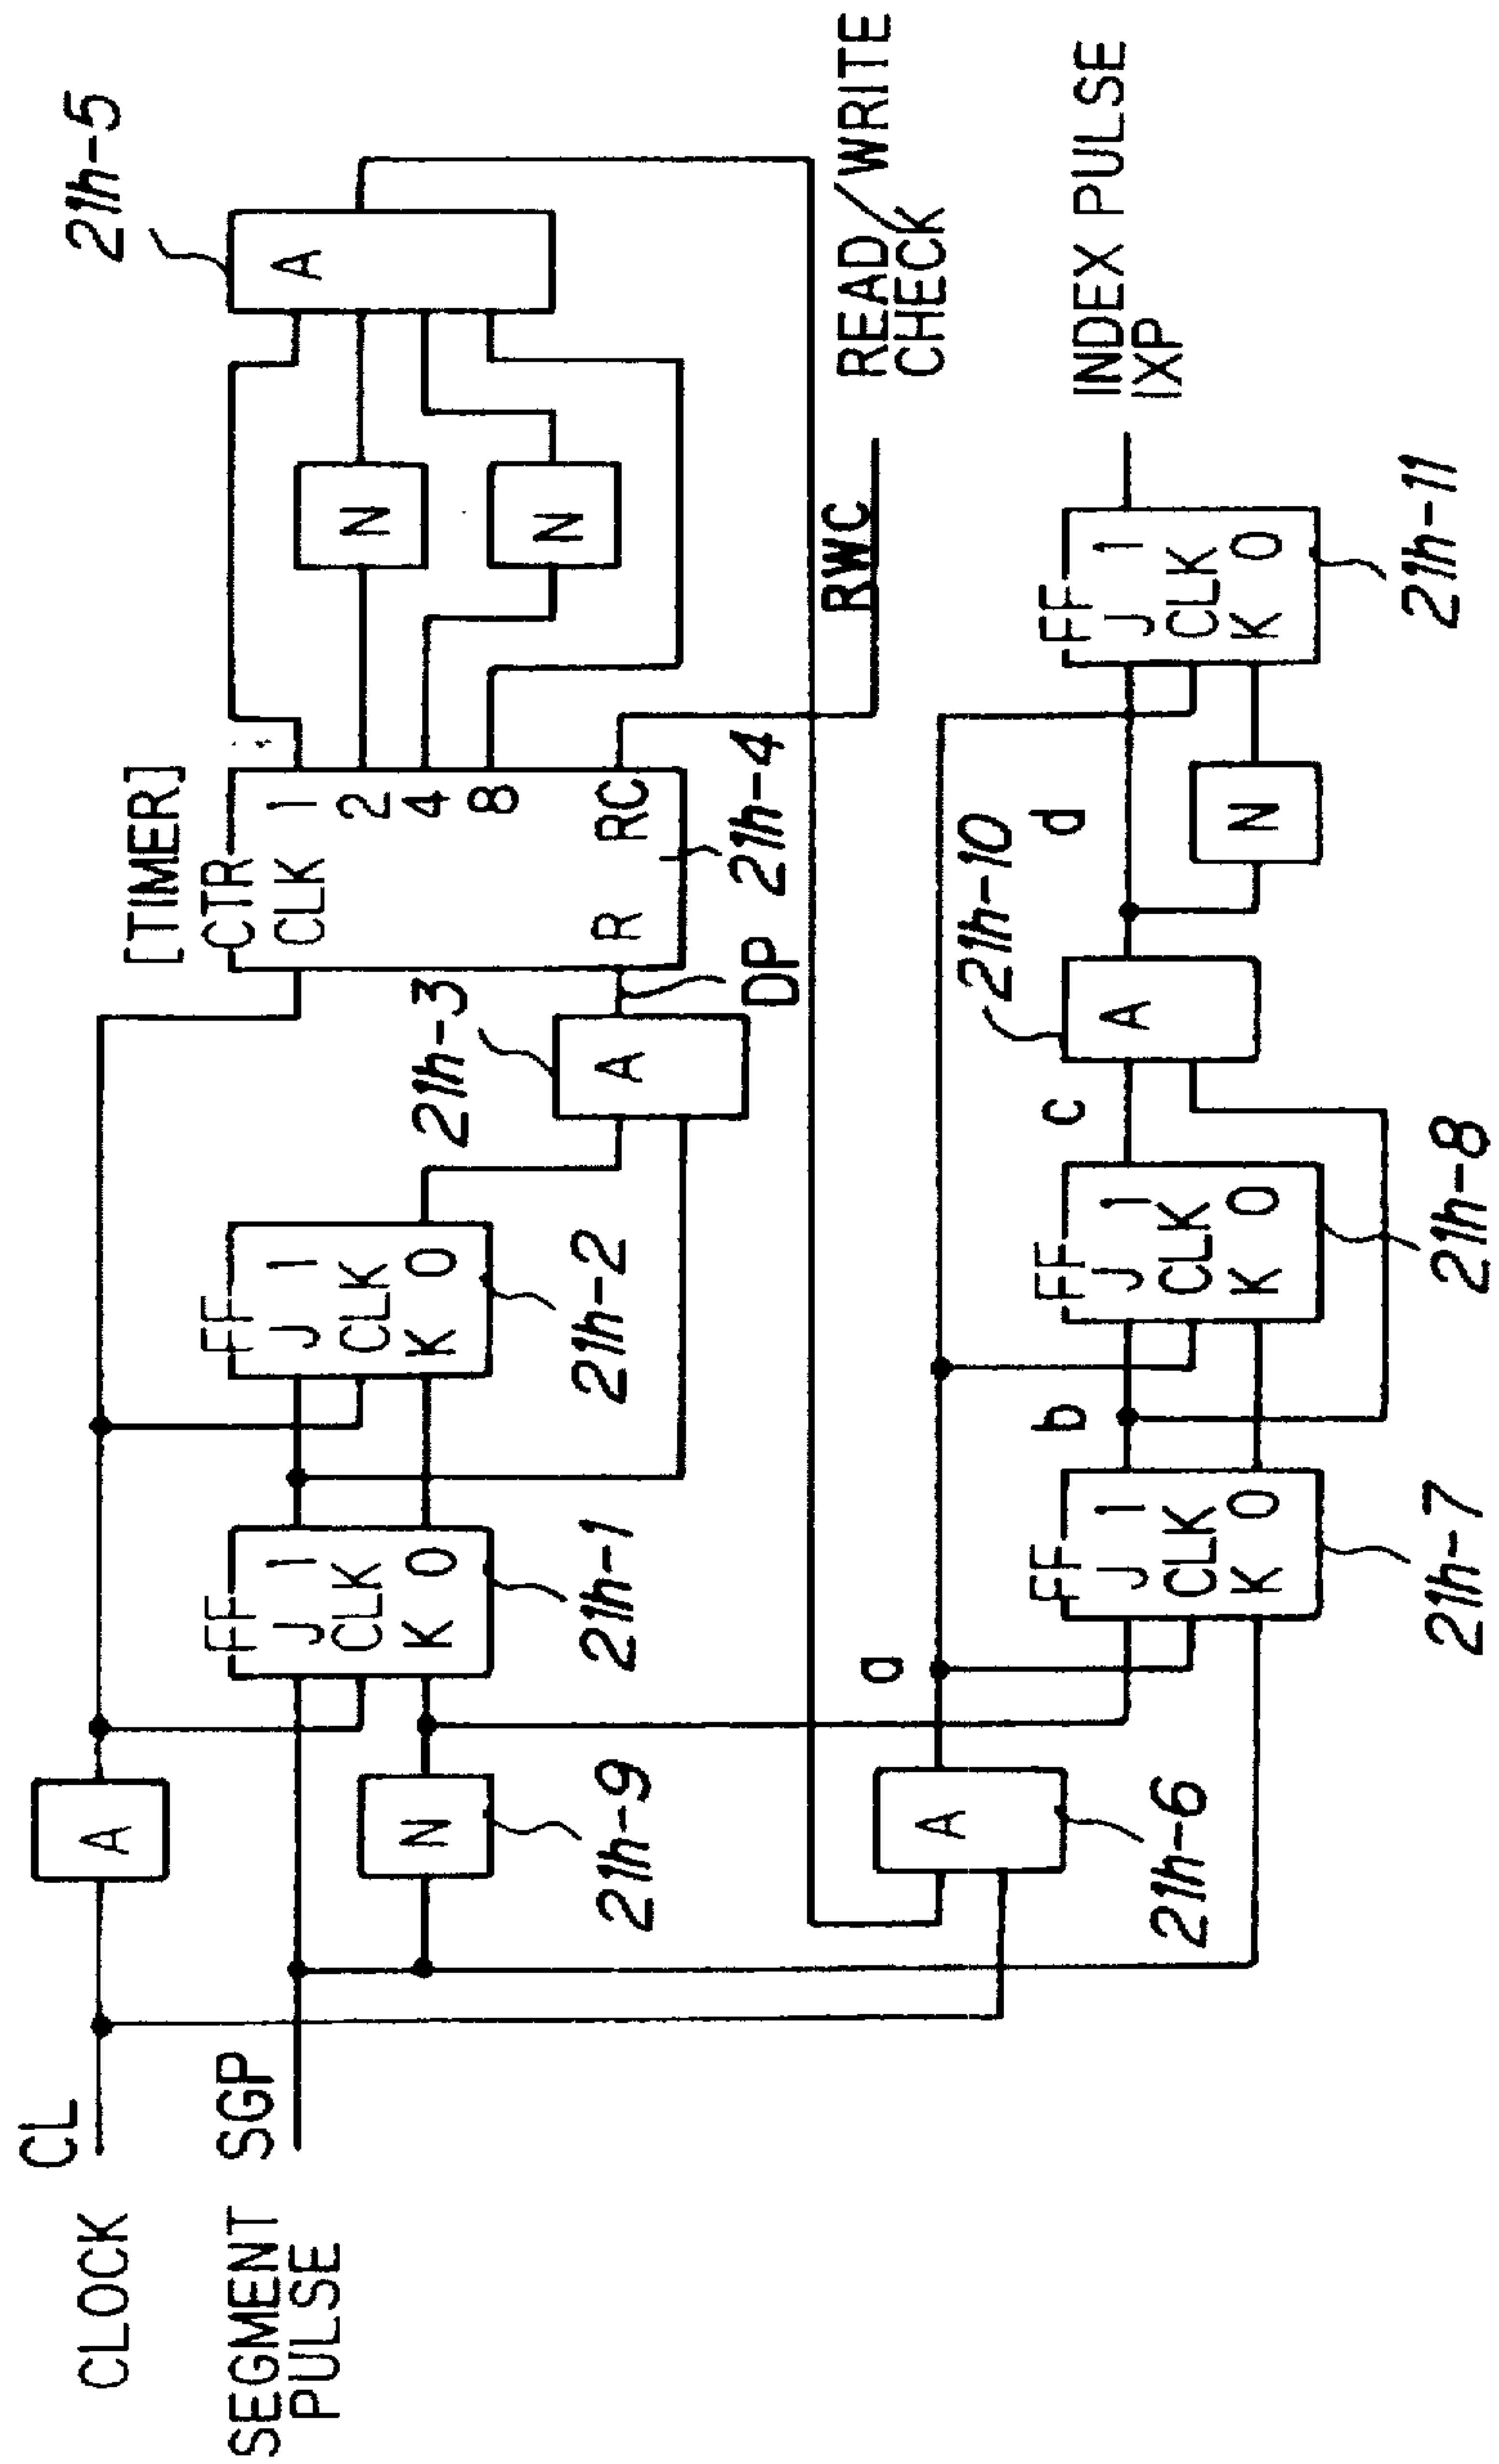 CLOCK CL
A
SEGMENT SGP
PULSE
FF
J 1
CLK
K 0
21h-1
FF
J 1
CLK
K 0
21h-2
N
21h-9
A
21h-3
DP
[TIMER]
CTR
CLK 1
2
4
8
R RC
21h-4
N
N
A
21h-5
RWC
READ/WRITE
CHECK
A
21h-6
a
FF
J 1
CLK
K 0
21h-7
b
FF
J 1
CLK
K 0
21h-8
c
A
21h-10
d
N
FF
J 1
CLK
K 0
21h-11
INDEX PULSE
IXP